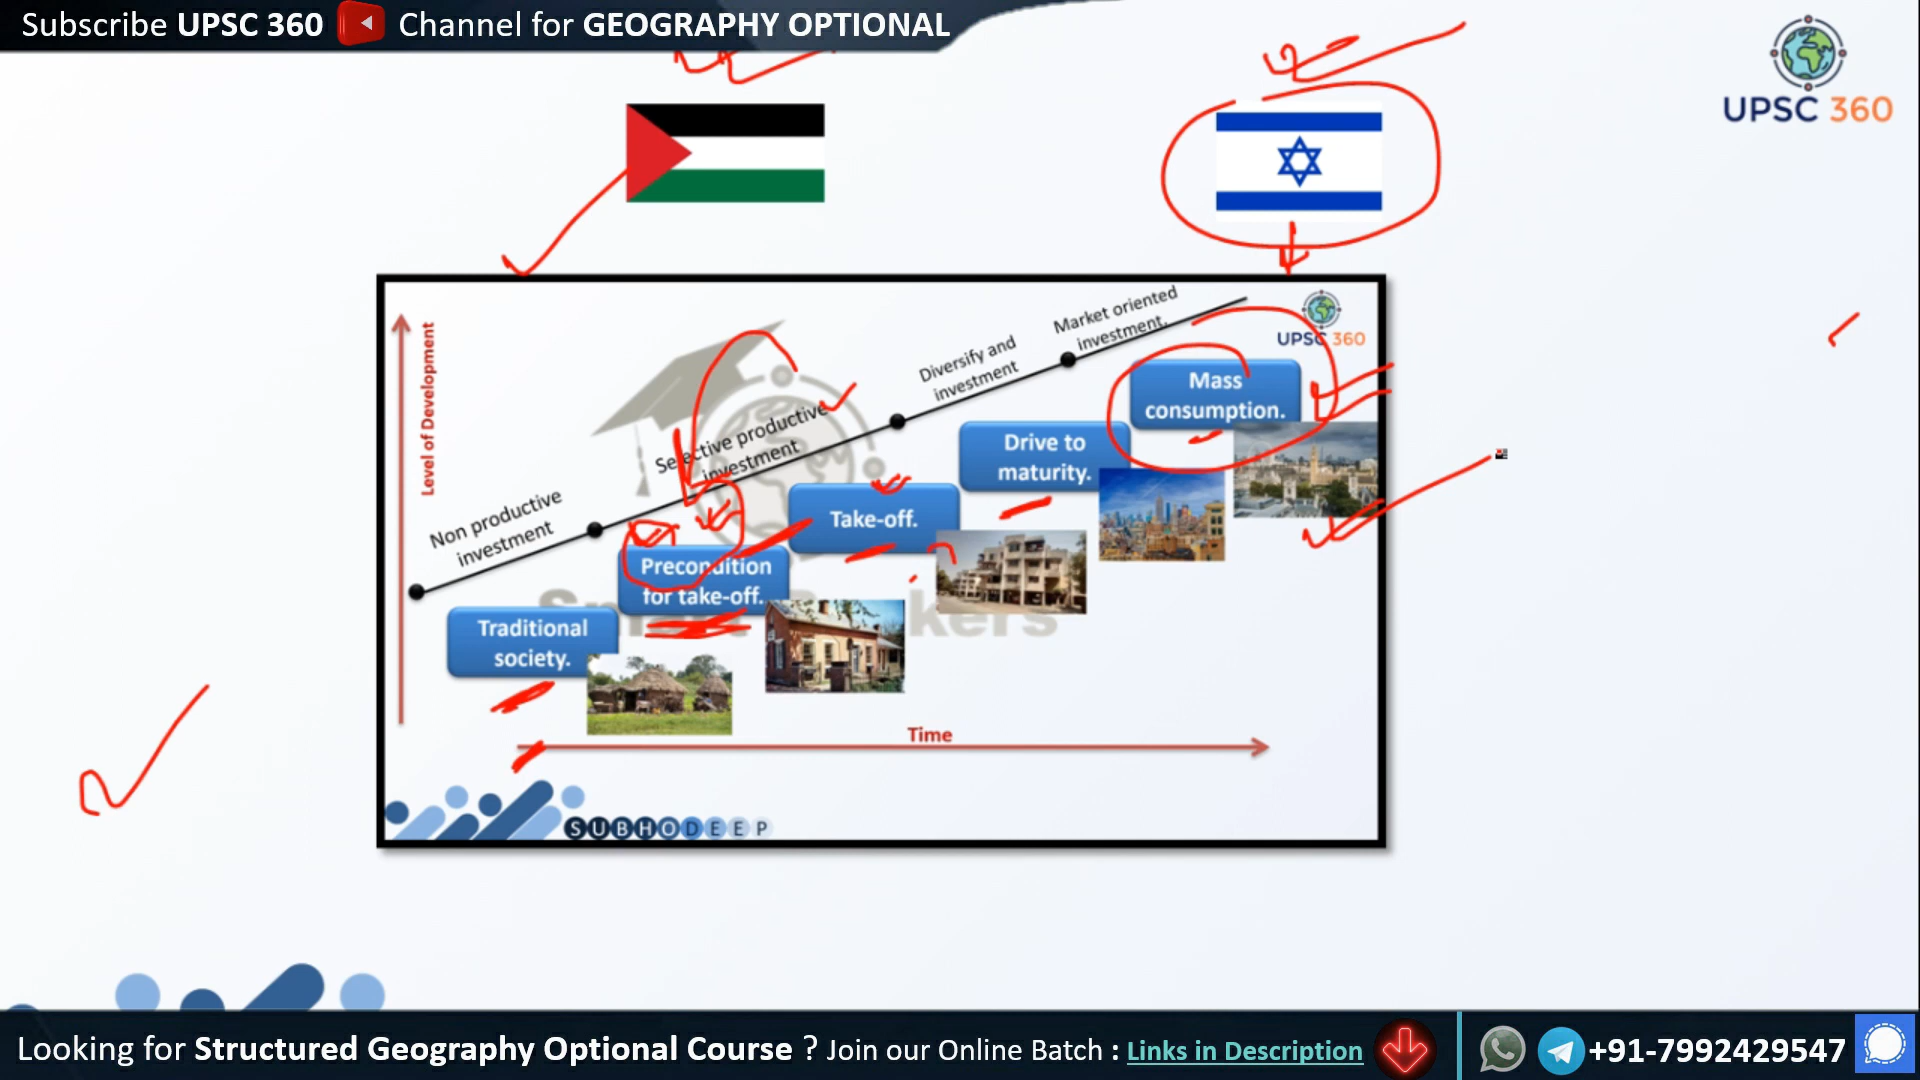 Subscribe UPSC 360 Channel for GEOGRAPHY OPTIONAL
UPSC 360
Level of Development
Non productive
investment
Selective productive
investment
Diversify and
investment
Market oriented
investment.
UPSC 360
Mass
consumption.
Drive to
maturity.
Take-off.
Precondition
for take-off.
Traditional
society.
Time
SUBHODEEP
Looking for Structured Geography Optional Course ? Join our Online Batch : Links in Description
+91-7992429547